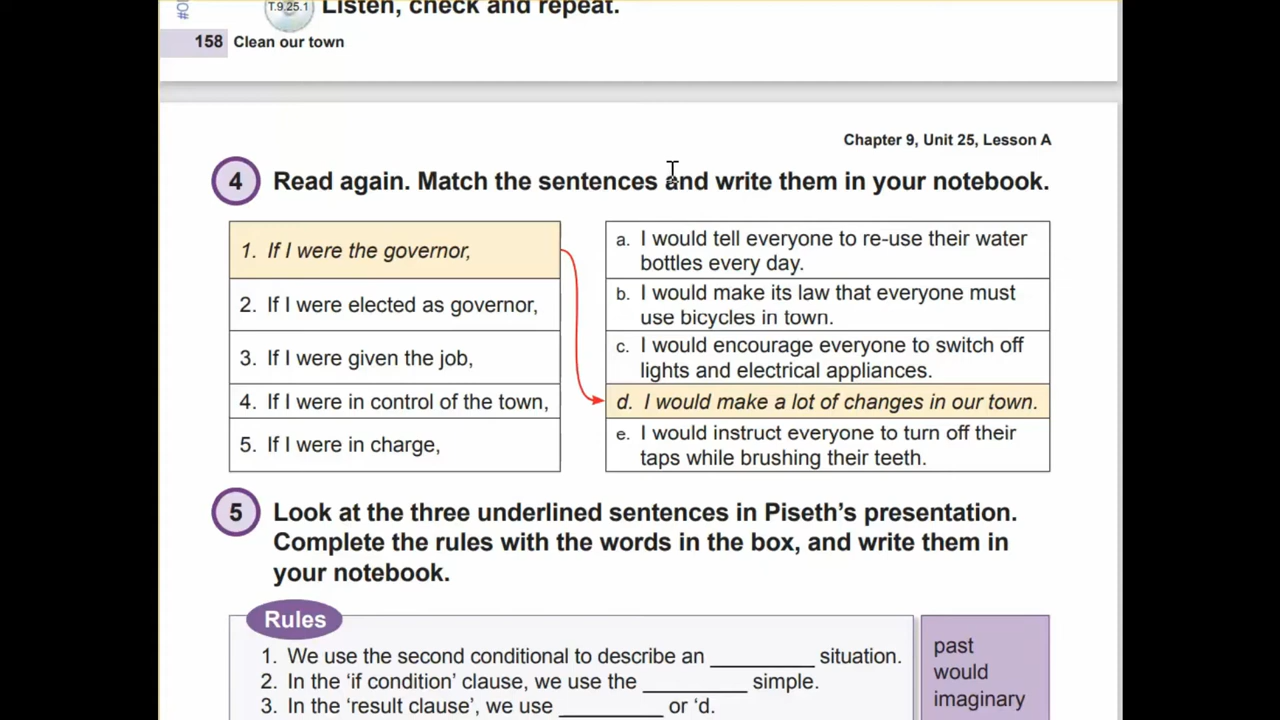 T.9.25.1 Listen, check and repeat.
158 Clean our town
Chapter 9, Unit 25, Lesson A
4 Read again. Match the sentences and write them in your notebook.
1. If I were the governor,
2. If I were elected as governor,
3. If I were given the job,
4. If I were in control of the town,
5. If I were in charge,
a. I would tell everyone to re-use their water
bottles every day.
b. I would make its law that everyone must
use bicycles in town.
c. I would encourage everyone to switch off
lights and electrical appliances.
d. I would make a lot of changes in our town.
e. I would instruct everyone to turn off their
taps while brushing their teeth.
5 Look at the three underlined sentences in Piseth’s presentation.
Complete the rules with the words in the box, and write them in
your notebook.
Rules
1. We use the second conditional to describe an _________ situation.
2. In the ‘if condition’ clause, we use the _________ simple.
3. In the ‘result clause’, we use _________ or ‘d.
past
would
imaginary